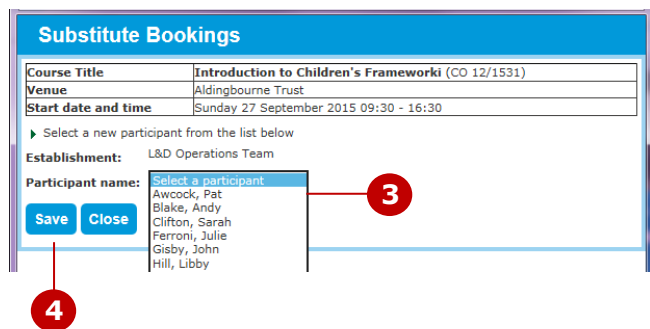 Substitute Bookings
Course Title Introduction to Children's Frameworki (CO 12/1531)
Venue Aldingbourne Trust
Start date and time Sunday 27 September 2015 09:30 - 16:30
Select a new participant from the list below
Establishment: L&D Operations Team
Participant name: Select a participant
Awcock, Pat
Blake, Andy
Clifton, Sarah
Ferroni, Julie
Gisby, John
Hill, Libby
3
Save Close
4